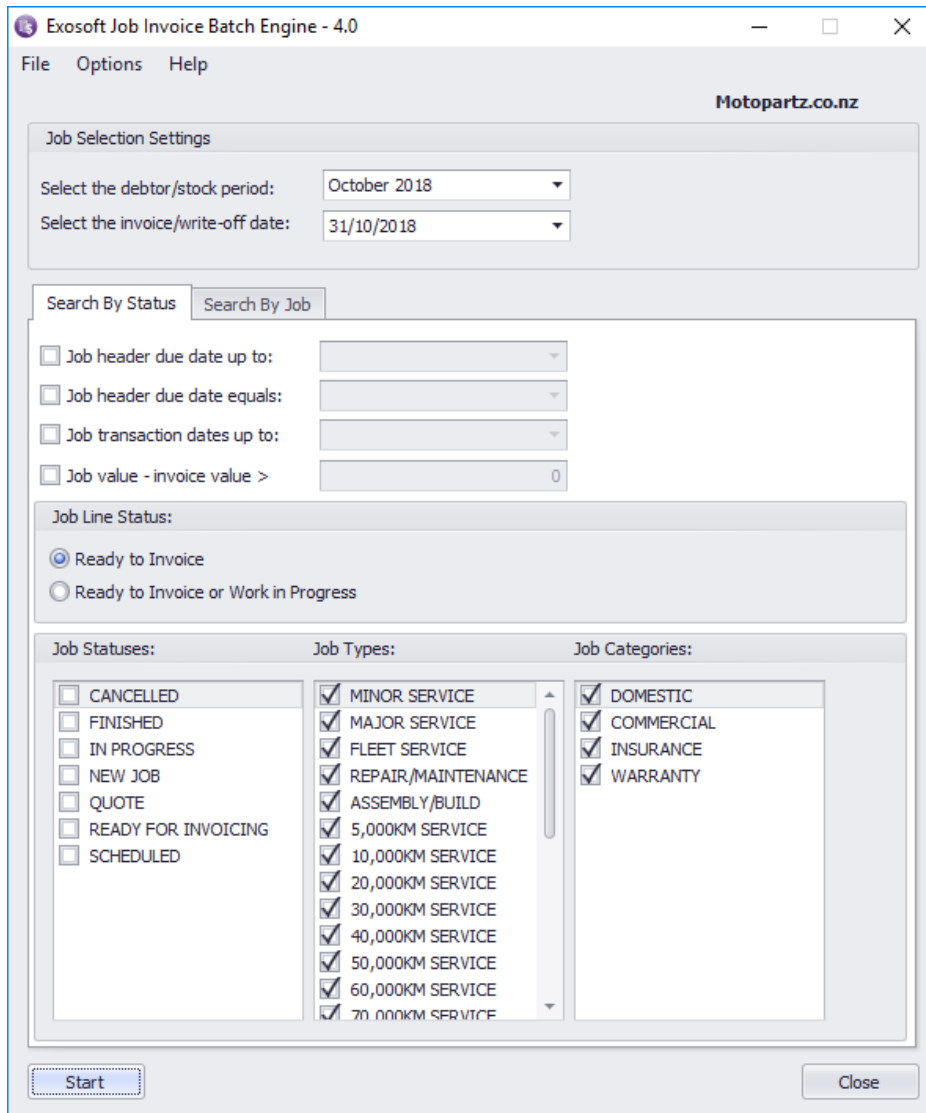 Exosoft Job Invoice Batch Engine - 4.0
File Options Help
Motopartz.co.nz
Job Selection Settings
Select the debtor/stock period: October 2018
Select the invoice/write-off date: 31/10/2018
Search By Status Search By Job
Job header due date up to:
Job header due date equals:
Job transaction dates up to:
Job value - invoice value > 0
Job Line Status:
Ready to Invoice
Ready to Invoice or Work in Progress
Job Statuses: Job Types: Job Categories:
CANCELLED MINOR SERVICE DOMESTIC
FINISHED MAJOR SERVICE COMMERCIAL
IN PROGRESS FLEET SERVICE INSURANCE
NEW JOB REPAIR/MAINTENANCE WARRANTY
QUOTE ASSEMBLY/BUILD
READY FOR INVOICING 5,000KM SERVICE
SCHEDULED 10,000KM SERVICE
20,000KM SERVICE
30,000KM SERVICE
40,000KM SERVICE
50,000KM SERVICE
60,000KM SERVICE
70,000KM SERVICE
Start Close